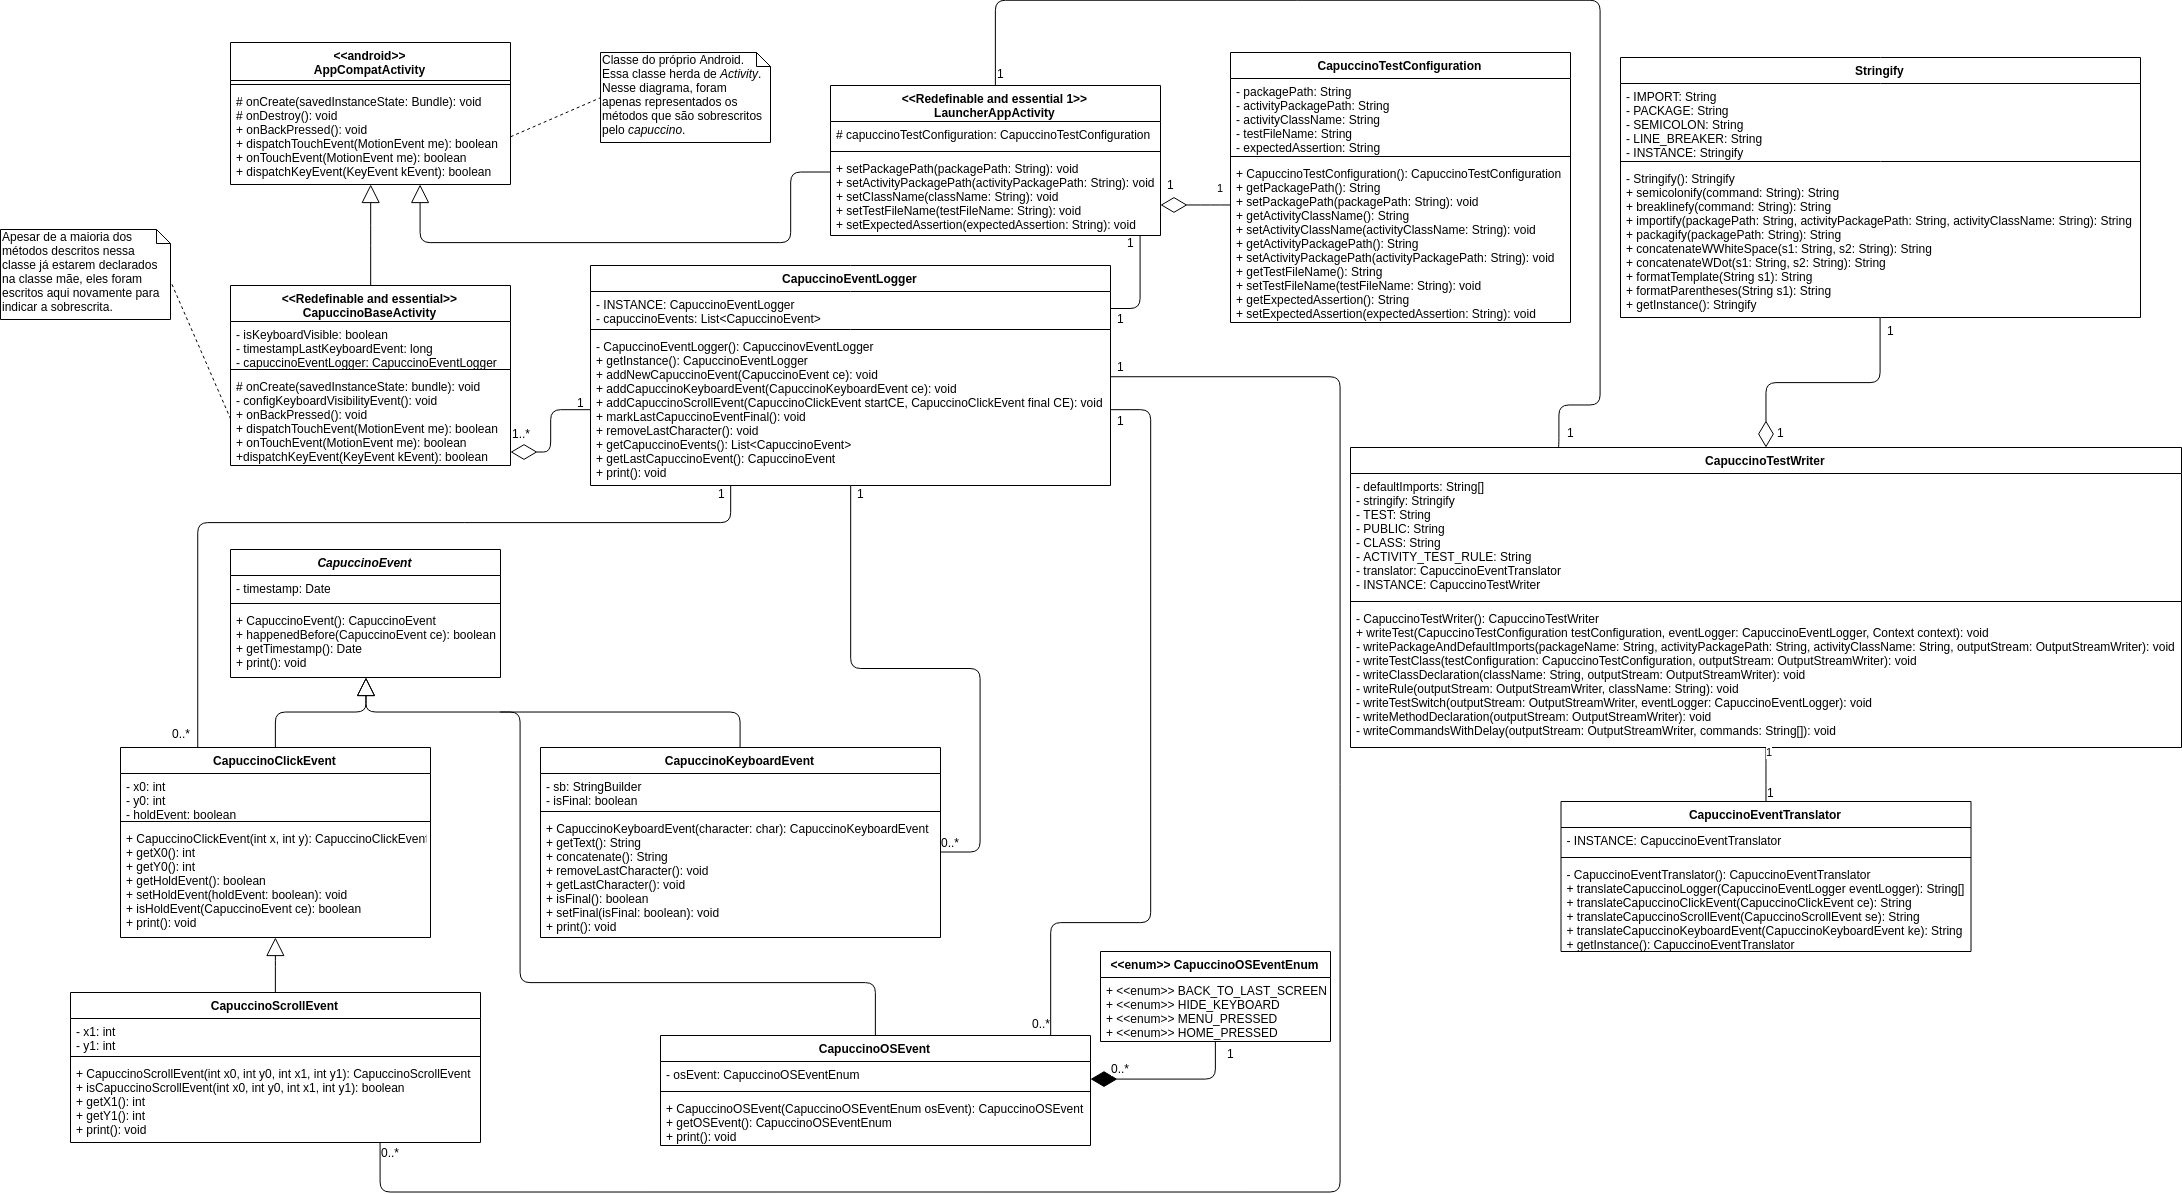 <<android>>
AppCompatActivity
# onCreate(savedInstanceState: Bundle): void
# onDestroy(): void
+ onBackPressed(): void
+ dispatchTouchEvent(MotionEvent me): boolean
+ onTouchEvent(MotionEvent me): boolean
+ dispatchKeyEvent(KeyEvent kEvent): boolean
Classe do próprio Android.
Essa classe herda de Activity.
Nesse diagrama, foram
apenas representados os
métodos que são sobrescritos
pelo capuccino.
1
<<Redefinable and essential 1>>
LauncherAppActivity
# capuccinoTestConfiguration: CapuccinoTestConfiguration
+ setPackagePath(packagePath: String): void
+ setActivityPackagePath(activityPackagePath: String): void
+ setClassName(className: String): void
+ setTestFileName(testFileName: String): void
+ setExpectedAssertion(expectedAssertion: String): void
1
1
1
CapuccinoTestConfiguration
- packagePath: String
- activityPackagePath: String
- activityClassName: String
- testFileName: String
- expectedAssertion: String
+ CapuccinoTestConfiguration(): CapuccinoTestConfiguration
+ getPackagePath(): String
+ setPackagePath(packagePath: String): void
+ getActivityClassName(): String
+ setActivityClassName(activityClassName: String): void
+ getActivityPackagePath(): String
+ setActivityPackagePath(activityPackagePath: String): void
+ getTestFileName(): String
+ setTestFileName(testFileName: String): void
+ getExpectedAssertion(): String
+ setExpectedAssertion(expectedAssertion: String): void
Stringify
- IMPORT: String
- PACKAGE: String
- SEMICOLON: String
- LINE_BREAKER: String
- INSTANCE: Stringify
- Stringify(): Stringify
+ semicolonify(command: String): String
+ breaklinefy(command: String): String
+ importify(packagePath: String, activityPackagePath: String, activityClassName: String): String
+ packagify(packagePath: String): String
+ concatenateWWhiteSpace(s1: String, s2: String): String
+ concatenateWDot(s1: String, s2: String): String
+ formatTemplate(String s1): String
+ formatParentheses(String s1): String
+ getInstance(): Stringify
1
Apesar de a maioria dos
métodos descritos nessa
classe já estarem declarados
na classe mãe, eles foram
escritos aqui novamente para
indicar a sobrescrita.
<<Redefinable and essential>>
CapuccinoBaseActivity
- isKeyboardVisible: boolean
- timestampLastKeyboardEvent: long
- capuccinoEventLogger: CapuccinoEventLogger
# onCreate(savedInstanceState: bundle): void
- configKeyboardVisibilityEvent(): void
+ onBackPressed(): void
+ dispatchTouchEvent(MotionEvent me): boolean
+ onTouchEvent(MotionEvent me): boolean
+dispatchKeyEvent(KeyEvent kEvent): boolean
1..*
1
CapuccinoEventLogger
- INSTANCE: CapuccinoEventLogger
- capuccinoEvents: List<CapuccinoEvent>
- CapuccinoEventLogger(): CapuccinovEventLogger
+ getInstance(): CapuccinoEventLogger
+ addNewCapuccinoEvent(CapuccinoEvent ce): void
+ addCapuccinoKeyboardEvent(CapuccinoKeyboardEvent ce): void
+ addCapuccinoScrollEvent(CapuccinoClickEvent startCE, CapuccinoClickEvent final CE): void
+ markLastCapuccinoEventFinal(): void
+ removeLastCharacter(): void
+ getCapuccinoEvents(): List<CapuccinoEvent>
+ getLastCapuccinoEvent(): CapuccinoEvent
+ print(): void
1
1
1
1
1
1
1
CapuccinoTestWriter
- defaultImports: String[]
- stringify: Stringify
- TEST: String
- PUBLIC: String
- CLASS: String
- ACTIVITY_TEST_RULE: String
- translator: CapuccinoEventTranslator
- INSTANCE: CapuccinoTestWriter
- CapuccinoTestWriter(): CapuccinoTestWriter
+ writeTest(CapuccinoTestConfiguration testConfiguration, eventLogger: CapuccinoEventLogger, Context context): void
- writePackageAndDefaultImports(packageName: String, activityPackagePath: String, activityClassName: String, outputStream: OutputStreamWriter): void
- writeTestClass(testConfiguration: CapuccinoTestConfiguration, outputStream: OutputStreamWriter): void
- writeClassDeclaration(className: String, outputStream: OutputStreamWriter): void
- writeRule(outputStream: OutputStreamWriter, className: String): void
- writeTestSwitch(outputStream: OutputStreamWriter, eventLogger: CapuccinoEventLogger): void
- writeMethodDeclaration(outputStream: OutputStreamWriter): void
- writeCommandsWithDelay(outputStream: OutputStreamWriter, commands: String[]): void
1
1
CapuccinoEvent
- timestamp: Date
+ CapuccinoEvent(): CapuccinoEvent
+ happenedBefore(CapuccinoEvent ce): boolean
+ getTimestamp(): Date
+ print(): void
0..*
CapuccinoClickEvent
- x0: int
- y0: int
- holdEvent: boolean
+ CapuccinoClickEvent(int x, int y): CapuccinoClickEvent
+ getX0(): int
+ getY0(): int
+ getHoldEvent(): boolean
+ setHoldEvent(holdEvent: boolean): void
+ isHoldEvent(CapuccinoEvent ce): boolean
+ print(): void
CapuccinoKeyboardEvent
- sb: StringBuilder
- isFinal: boolean
+ CapuccinoKeyboardEvent(character: char): CapuccinoKeyboardEvent
+ getText(): String
+ concatenate(): String
+ removeLastCharacter(): void
+ getLastCharacter(): void
+ isFinal(): boolean
+ setFinal(isFinal: boolean): void
+ print(): void
0..*
CapuccinoEventTranslator
- INSTANCE: CapuccinoEventTranslator
- CapuccinoEventTranslator(): CapuccinoEventTranslator
+ translateCapuccinoLogger(CapuccinoEventLogger eventLogger): String[]
+ translateCapuccinoClickEvent(CapuccinoClickEvent ce): String
+ translateCapuccinoScrollEvent(CapuccinoScrollEvent se): String
+ translateCapuccinoKeyboardEvent(CapuccinoKeyboardEvent ke): String
+ getInstance(): CapuccinoEventTranslator
CapuccinoScrollEvent
- x1: int
- y1: int
+ CapuccinoScrollEvent(int x0, int y0, int x1, int y1): CapuccinoScrollEvent
+ isCapuccinoScrollEvent(int x0, int y0, int x1, int y1): boolean
+ getX1(): int
+ getY1(): int
+ print(): void
0..*
0..*
CapuccinoOSEvent
- osEvent: CapuccinoOSEventEnum
+ CapuccinoOSEvent(CapuccinoOSEventEnum osEvent): CapuccinoOSEvent
+ getOSEvent(): CapuccinoOSEventEnum
+ print(): void
<<enum>> CapuccinoOSEventEnum
+ <<enum>> BACK_TO_LAST_SCREEN
+ <<enum>> HIDE_KEYBOARD
+ <<enum>> MENU_PRESSED
+ <<enum>> HOME_PRESSED
0..*
1